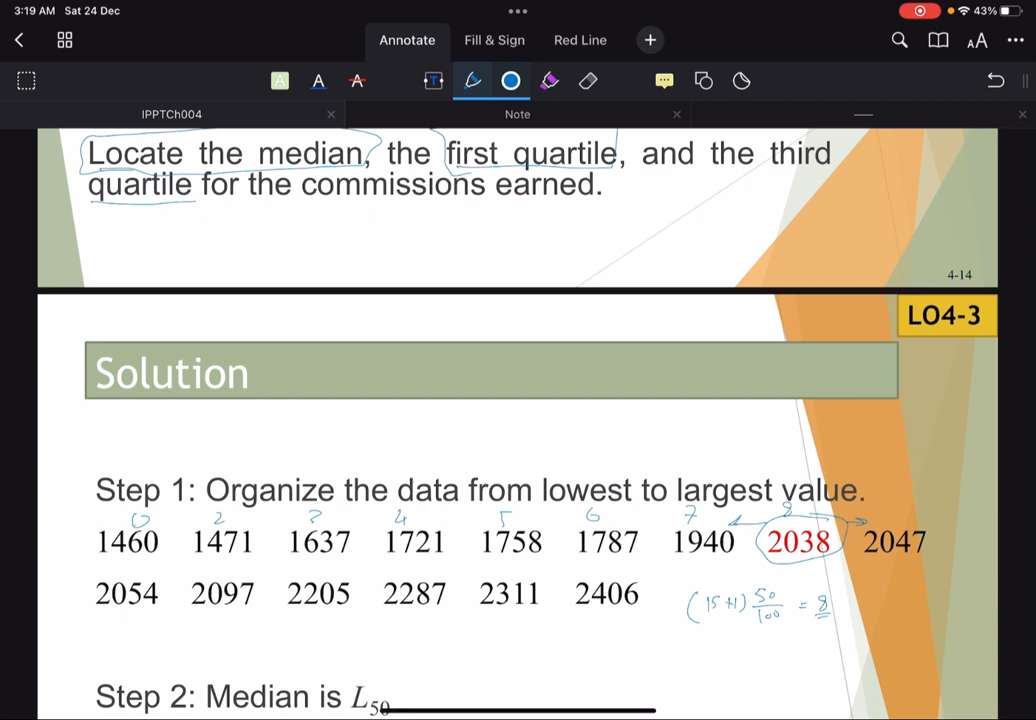 3:19 AM Sat 24 Dec
43%
Annotate Fill & Sign Red Line
AA
A A A T
IPPTCh004 Note
Locate the median, the first quartile, and the third
quartile for the commissions earned.
4-14
LO4-3
Solution
Step 1: Organize the data from lowest to largest value.
2 3 4 5 6 7 8
1460 1471 1637 1721 1758 1787 1940 2038 2047
2054 2097 2205 2287 2311 2406
(15+1) 50/100 = 8
Step 2: Median is L50